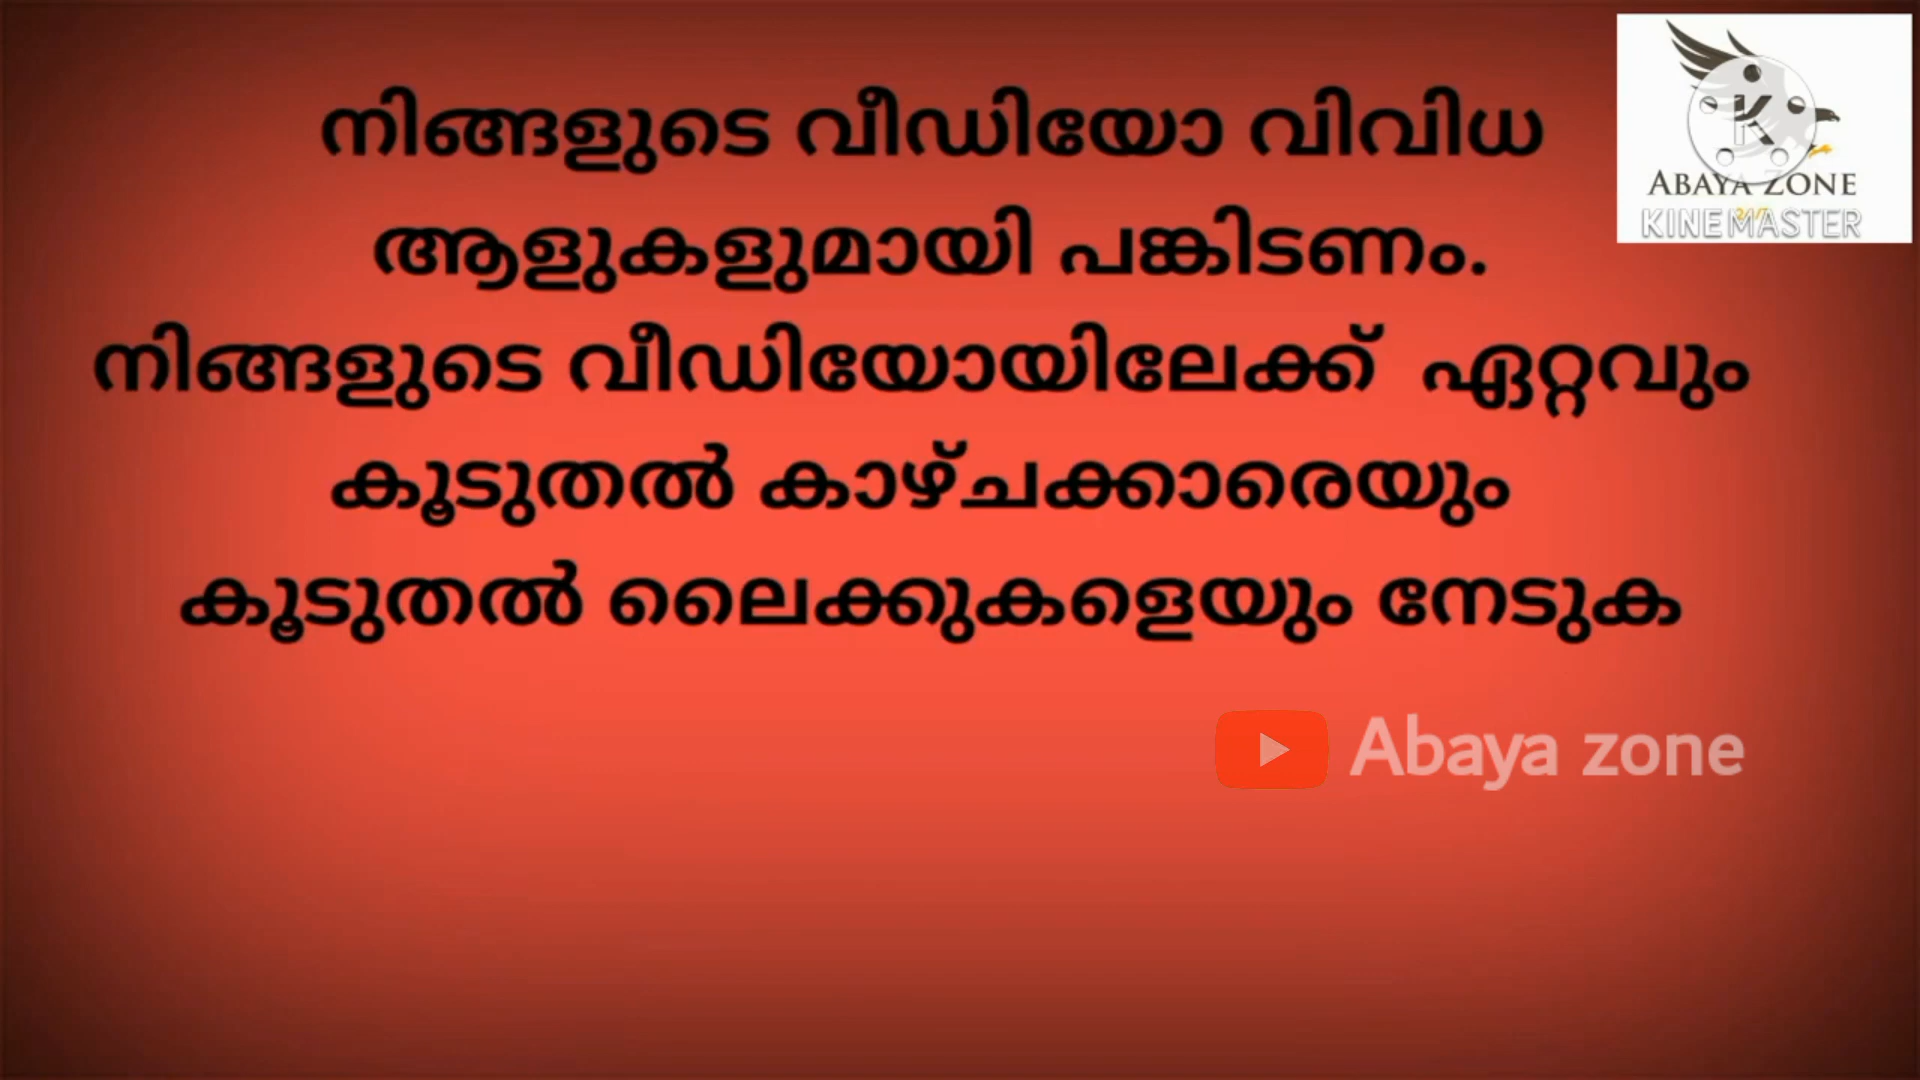 നിങ്ങളുടെ വീഡിയോ വിവിധ
ആളുകളുമായി പങ്കിടണം.
നിങ്ങളുടെ വീഡിയോയിലേക്ക് ഏറ്റവും
കൂടുതൽ കാഴ്ചക്കാരെയും
കൂടുതൽ ലൈക്കുകളെയും നേടുക
ABAYA ZONE
KINEMASTER
Abaya zone